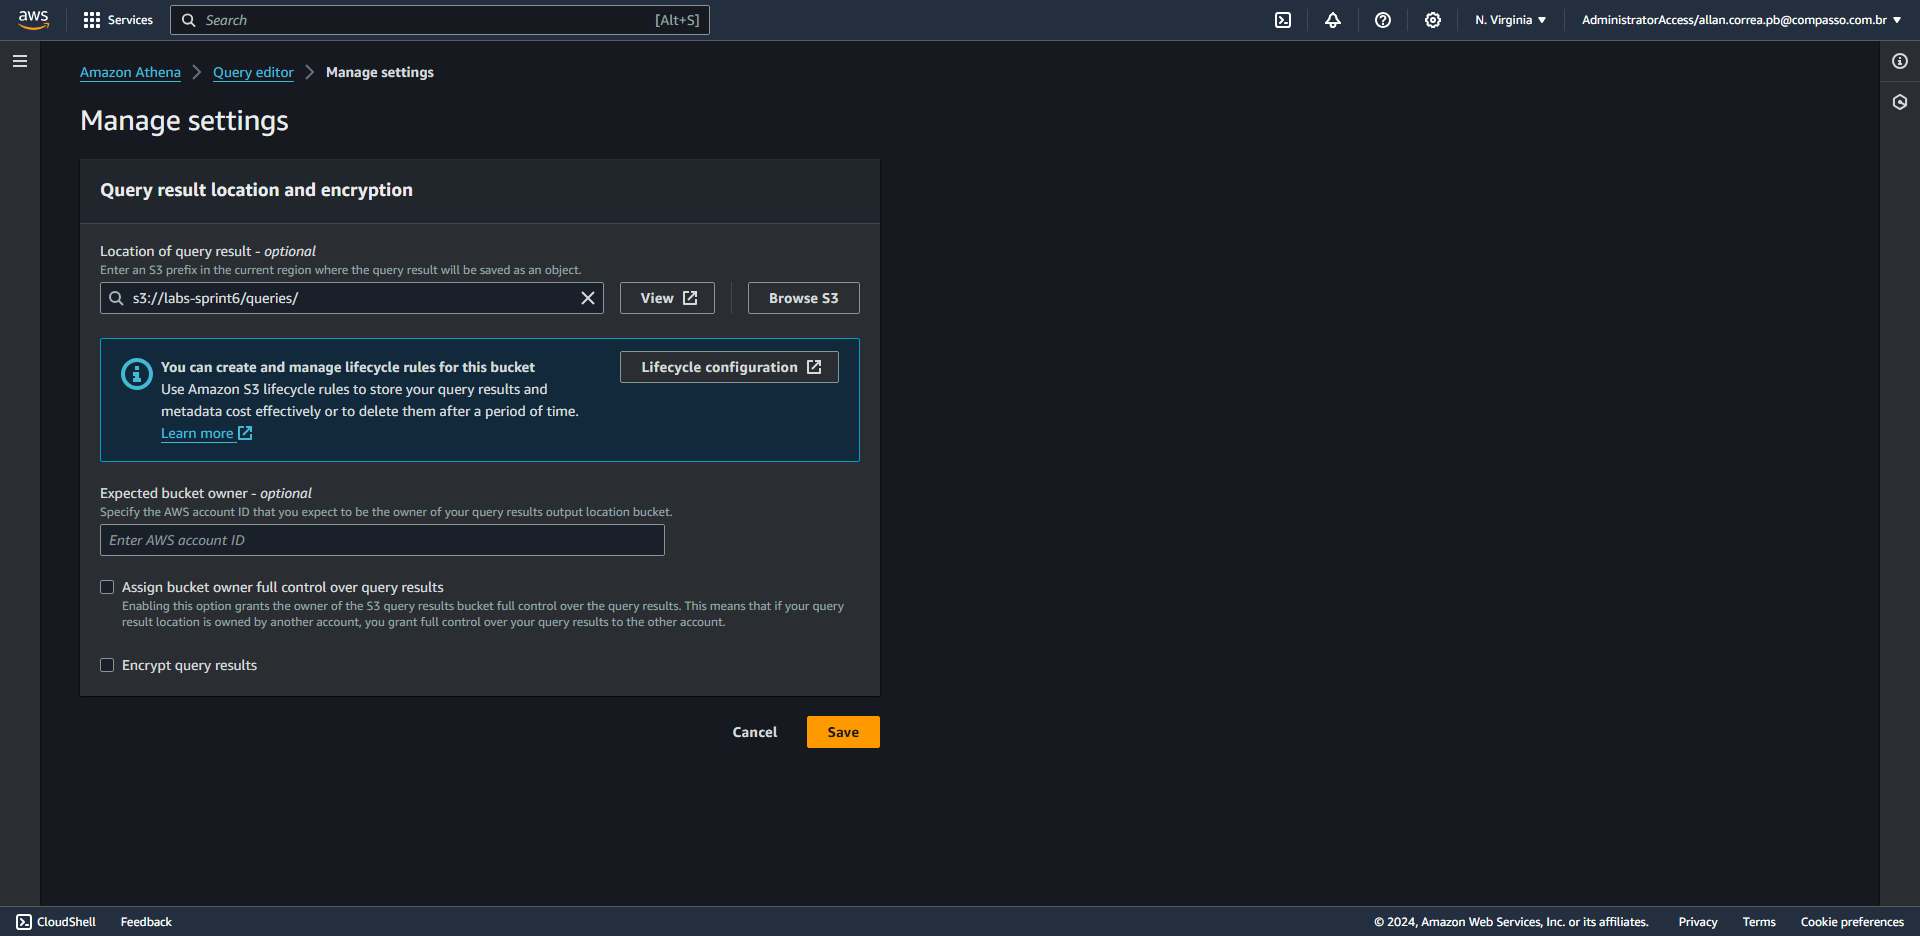 aws Services Search [Alt+S] N. Virginia AdministratorAccess/allan.correa.pb@compasso.com.br
Amazon Athena Query editor Manage settings
Manage settings
Query result location and encryption
Location of query result - optional
Enter an S3 prefix in the current region where the query result will be saved as an object.
s3://labs-sprint6/queries/ View Browse S3
You can create and manage lifecycle rules for this bucket Lifecycle configuration
Use Amazon S3 lifecycle rules to store your query results and
metadata cost effectively or to delete them after a period of time.
Learn more
Expected bucket owner - optional
Specify the AWS account ID that you expect to be the owner of your query results output location bucket.
Enter AWS account ID
Assign bucket owner full control over query results
Enabling this option grants the owner of the S3 query results bucket full control over the query results. This means that if your query
result location is owned by another account, you grant full control over your query results to the other account.
Encrypt query results
Cancel Save
CloudShell Feedback © 2024, Amazon Web Services, Inc. or its affiliates. Privacy Terms Cookie preferences